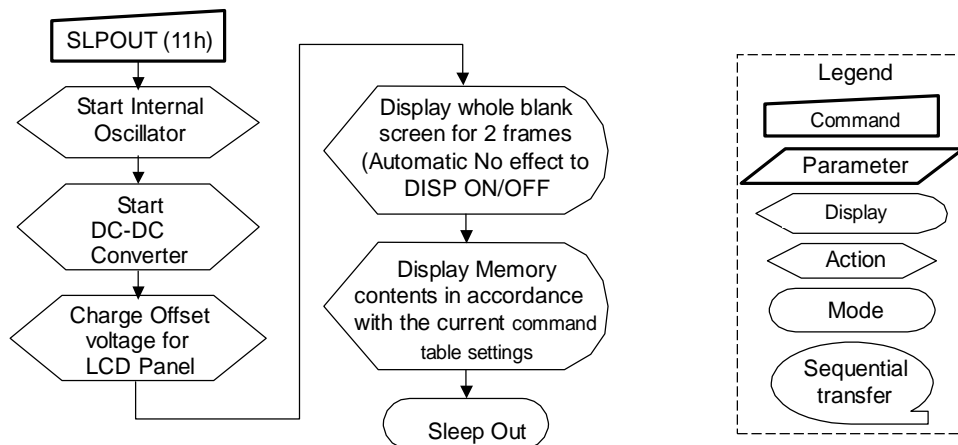 SLPOUT (11h)
Start Internal
Oscillator
Start
DC-DC
Converter
Charge Offset
voltage for
LCD Panel
Display whole blank
screen for 2 frames
(Automatic No effect to
DISP ON/OFF
Display Memory
contents in accordance
with the current command
table settings
Sleep Out
Legend
Command
Parameter
Display
Action
Mode
Sequential
transfer